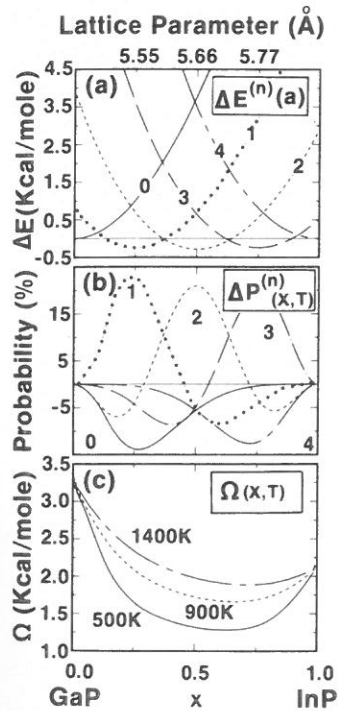 Lattice Parameter (Å)
5.55 5.66 5.77
4.5
3.5
2.5
1.5
0.5
-0.5
ΔE(Kcal/mole)
(a)
ΔE⁽ⁿ⁾(a)
0
1
2
3
4
15
5
-5
Probability (%)
(b)
ΔP⁽ⁿ⁾(X,T)
1
2
3
0
4
3.5
3.0
2.5
2.0
1.5
1.0
Ω (Kcal/mole)
(c)
Ω(X,T)
1400K
900K
500K
0.0 0.5 1.0
GaP x InP